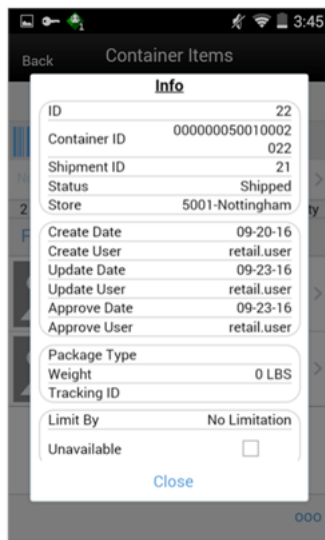 3:45
Back
Container Items
Info
ID 22
Container ID 000000050010002
022
Shipment ID 21
Status Shipped
Store 5001-Nottingham
Create Date 09-20-16
Create User retail.user
Update Date 09-23-16
Update User retail.user
Approve Date 09-23-16
Approve User retail.user
Package Type
Weight 0 LBS
Tracking ID
Limit By No Limitation
Unavailable
Close